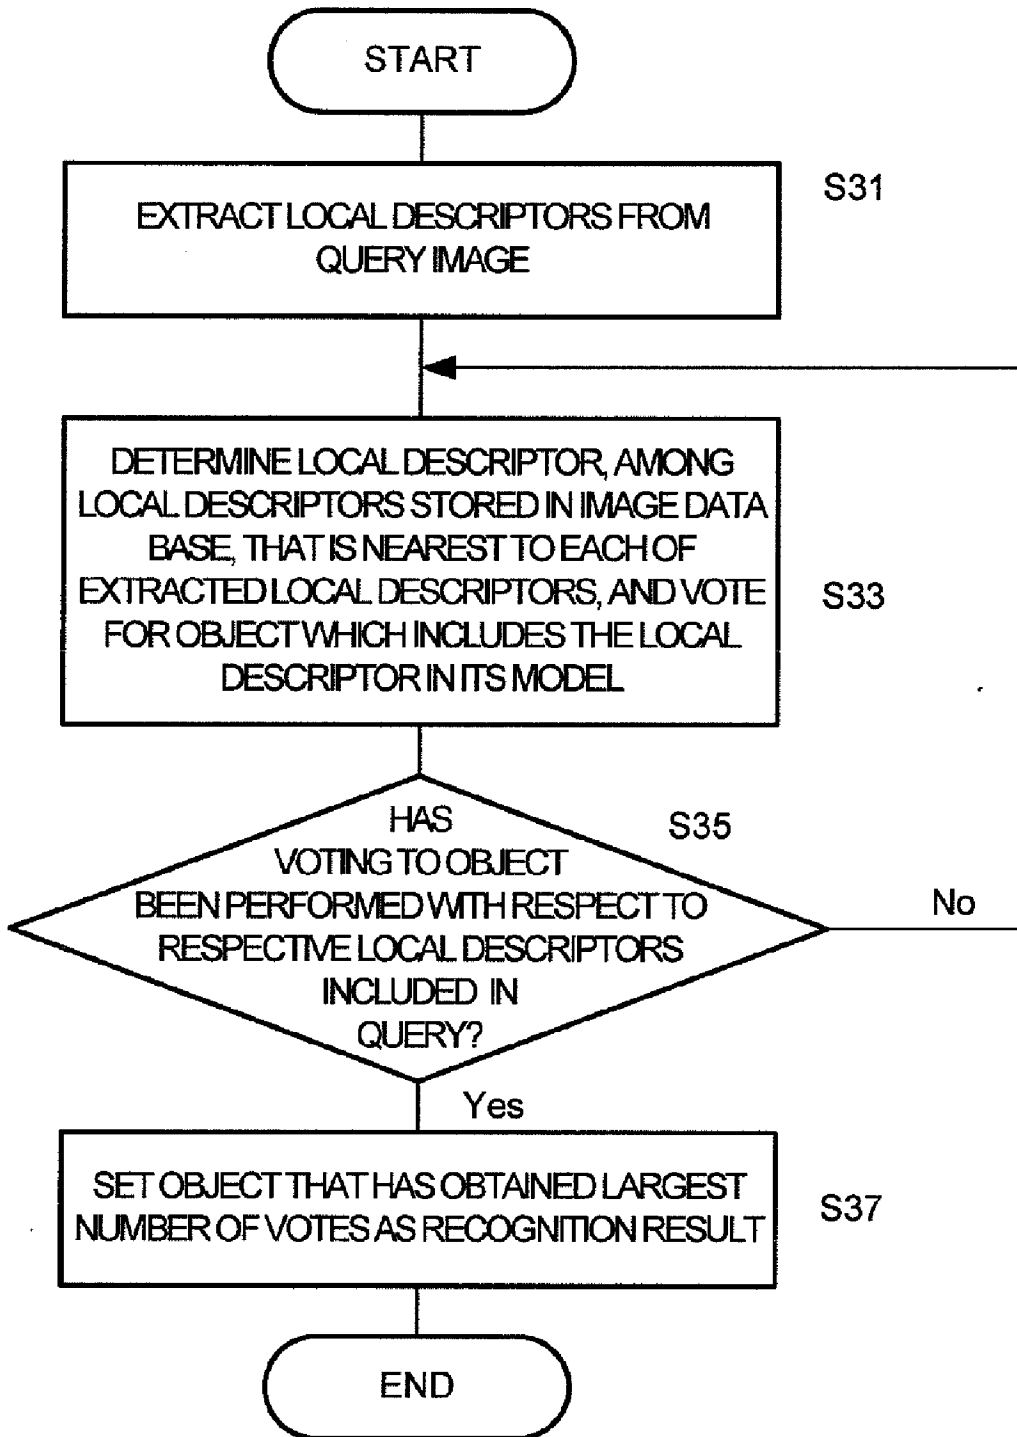 START
S31
EXTRACT LOCAL DESCRIPTORS FROM
QUERY IMAGE
DETERMINE LOCAL DESCRIPTOR, AMONG
LOCAL DESCRIPTORS STORED IN IMAGE DATA
BASE, THAT IS NEAREST TO EACH OF
EXTRACTED LOCAL DESCRIPTORS, AND VOTE
FOR OBJECT WHICH INCLUDES THE LOCAL
DESCRIPTOR IN ITS MODEL
S33
HAS
VOTING TO OBJECT
BEEN PERFORMED WITH RESPECT TO
RESPECTIVE LOCAL DESCRIPTORS
INCLUDED IN
QUERY?
S35
No
Yes
SET OBJECT THAT HAS OBTAINED LARGEST
NUMBER OF VOTES AS RECOGNITION RESULT
S37
END